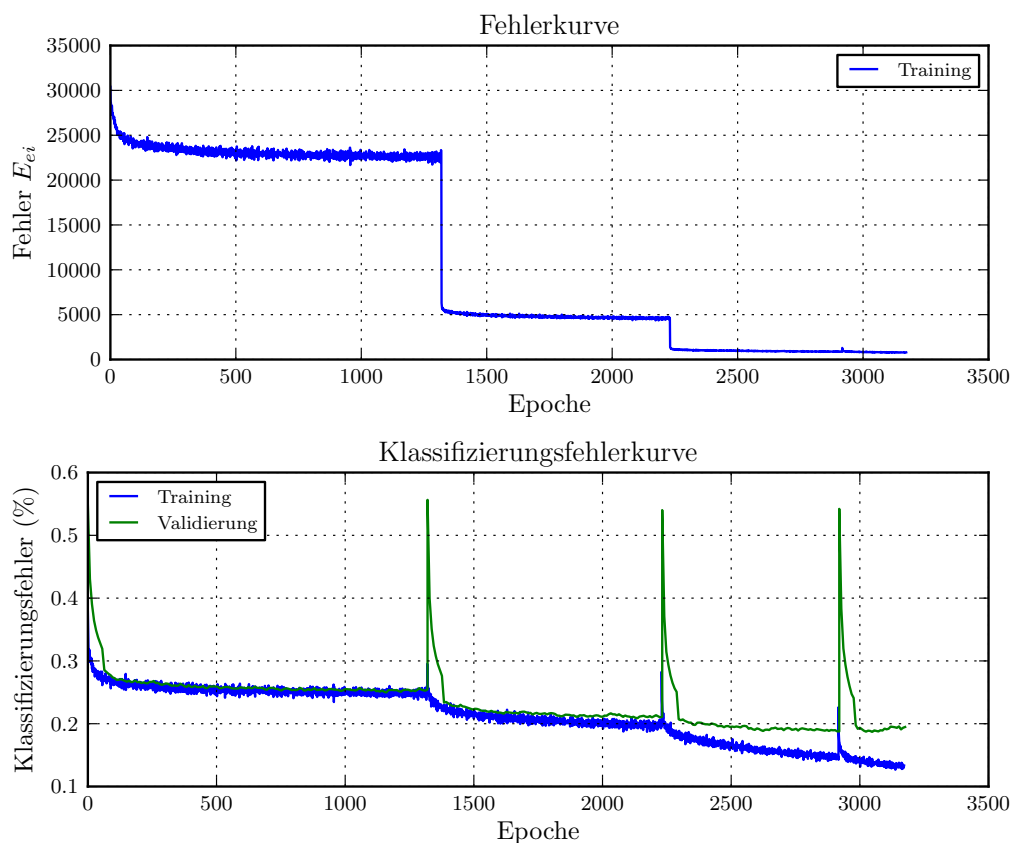 Fehlerkurve
35000
30000
25000
20000
15000
10000
5000
0
Fehler E_{ei}
Training
0 500 1000 1500 2000 2500 3000 3500
Epoche
Klassifizierungsfehlerkurve
0.6
0.5
0.4
0.3
0.2
0.1
Klassifizierungsfehler (%)
Training
Validierung
0 500 1000 1500 2000 2500 3000 3500
Epoche